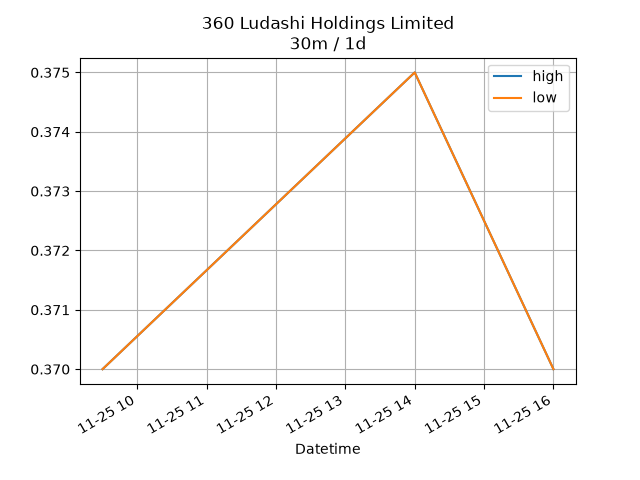 360 Ludashi Holdings Limited
30m / 1d
high
low
0.375
0.374
0.373
0.372
0.371
0.370
11-25 10
11-25 11
11-25 12
11-25 13
11-25 14
11-25 15
11-25 16
Datetime